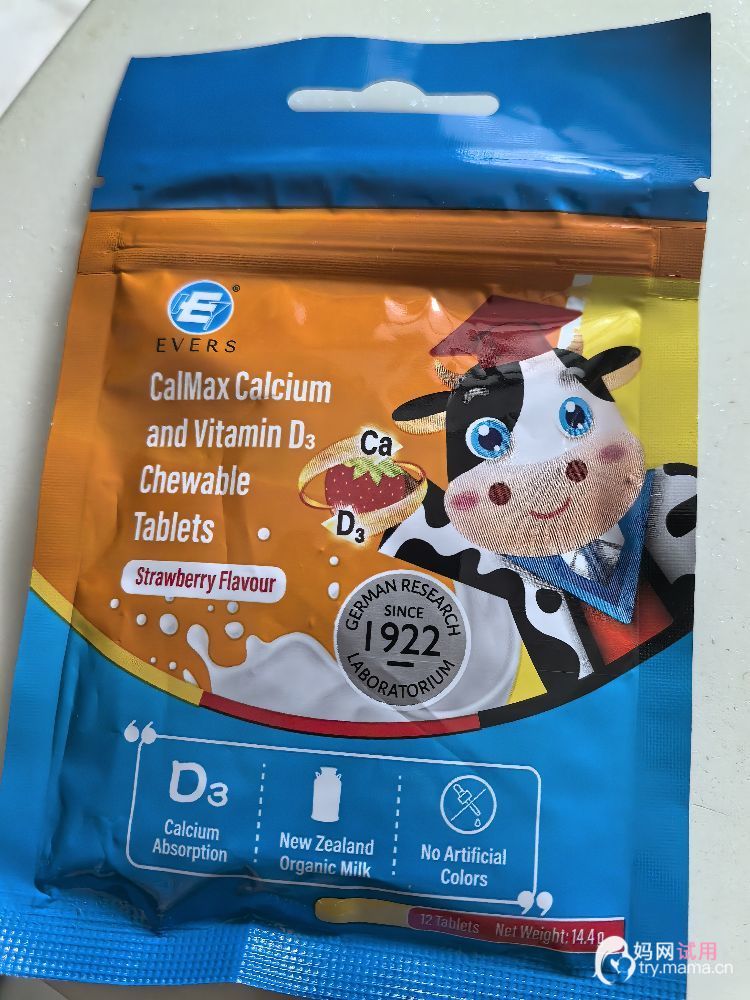 E
®
EVERS
CalMax Calcium
and Vitamin D₃
Chewable
Tablets
Strawberry Flavour
Ca
D₃
GERMAN RESEARCH
SINCE
1922
LABORATORIUM
D₃
Calcium
Absorption
New Zealand
Organic Milk
No Artificial
Colors
12 Tablets Net Weight: 14.4g
妈网试用
try.mama.cn